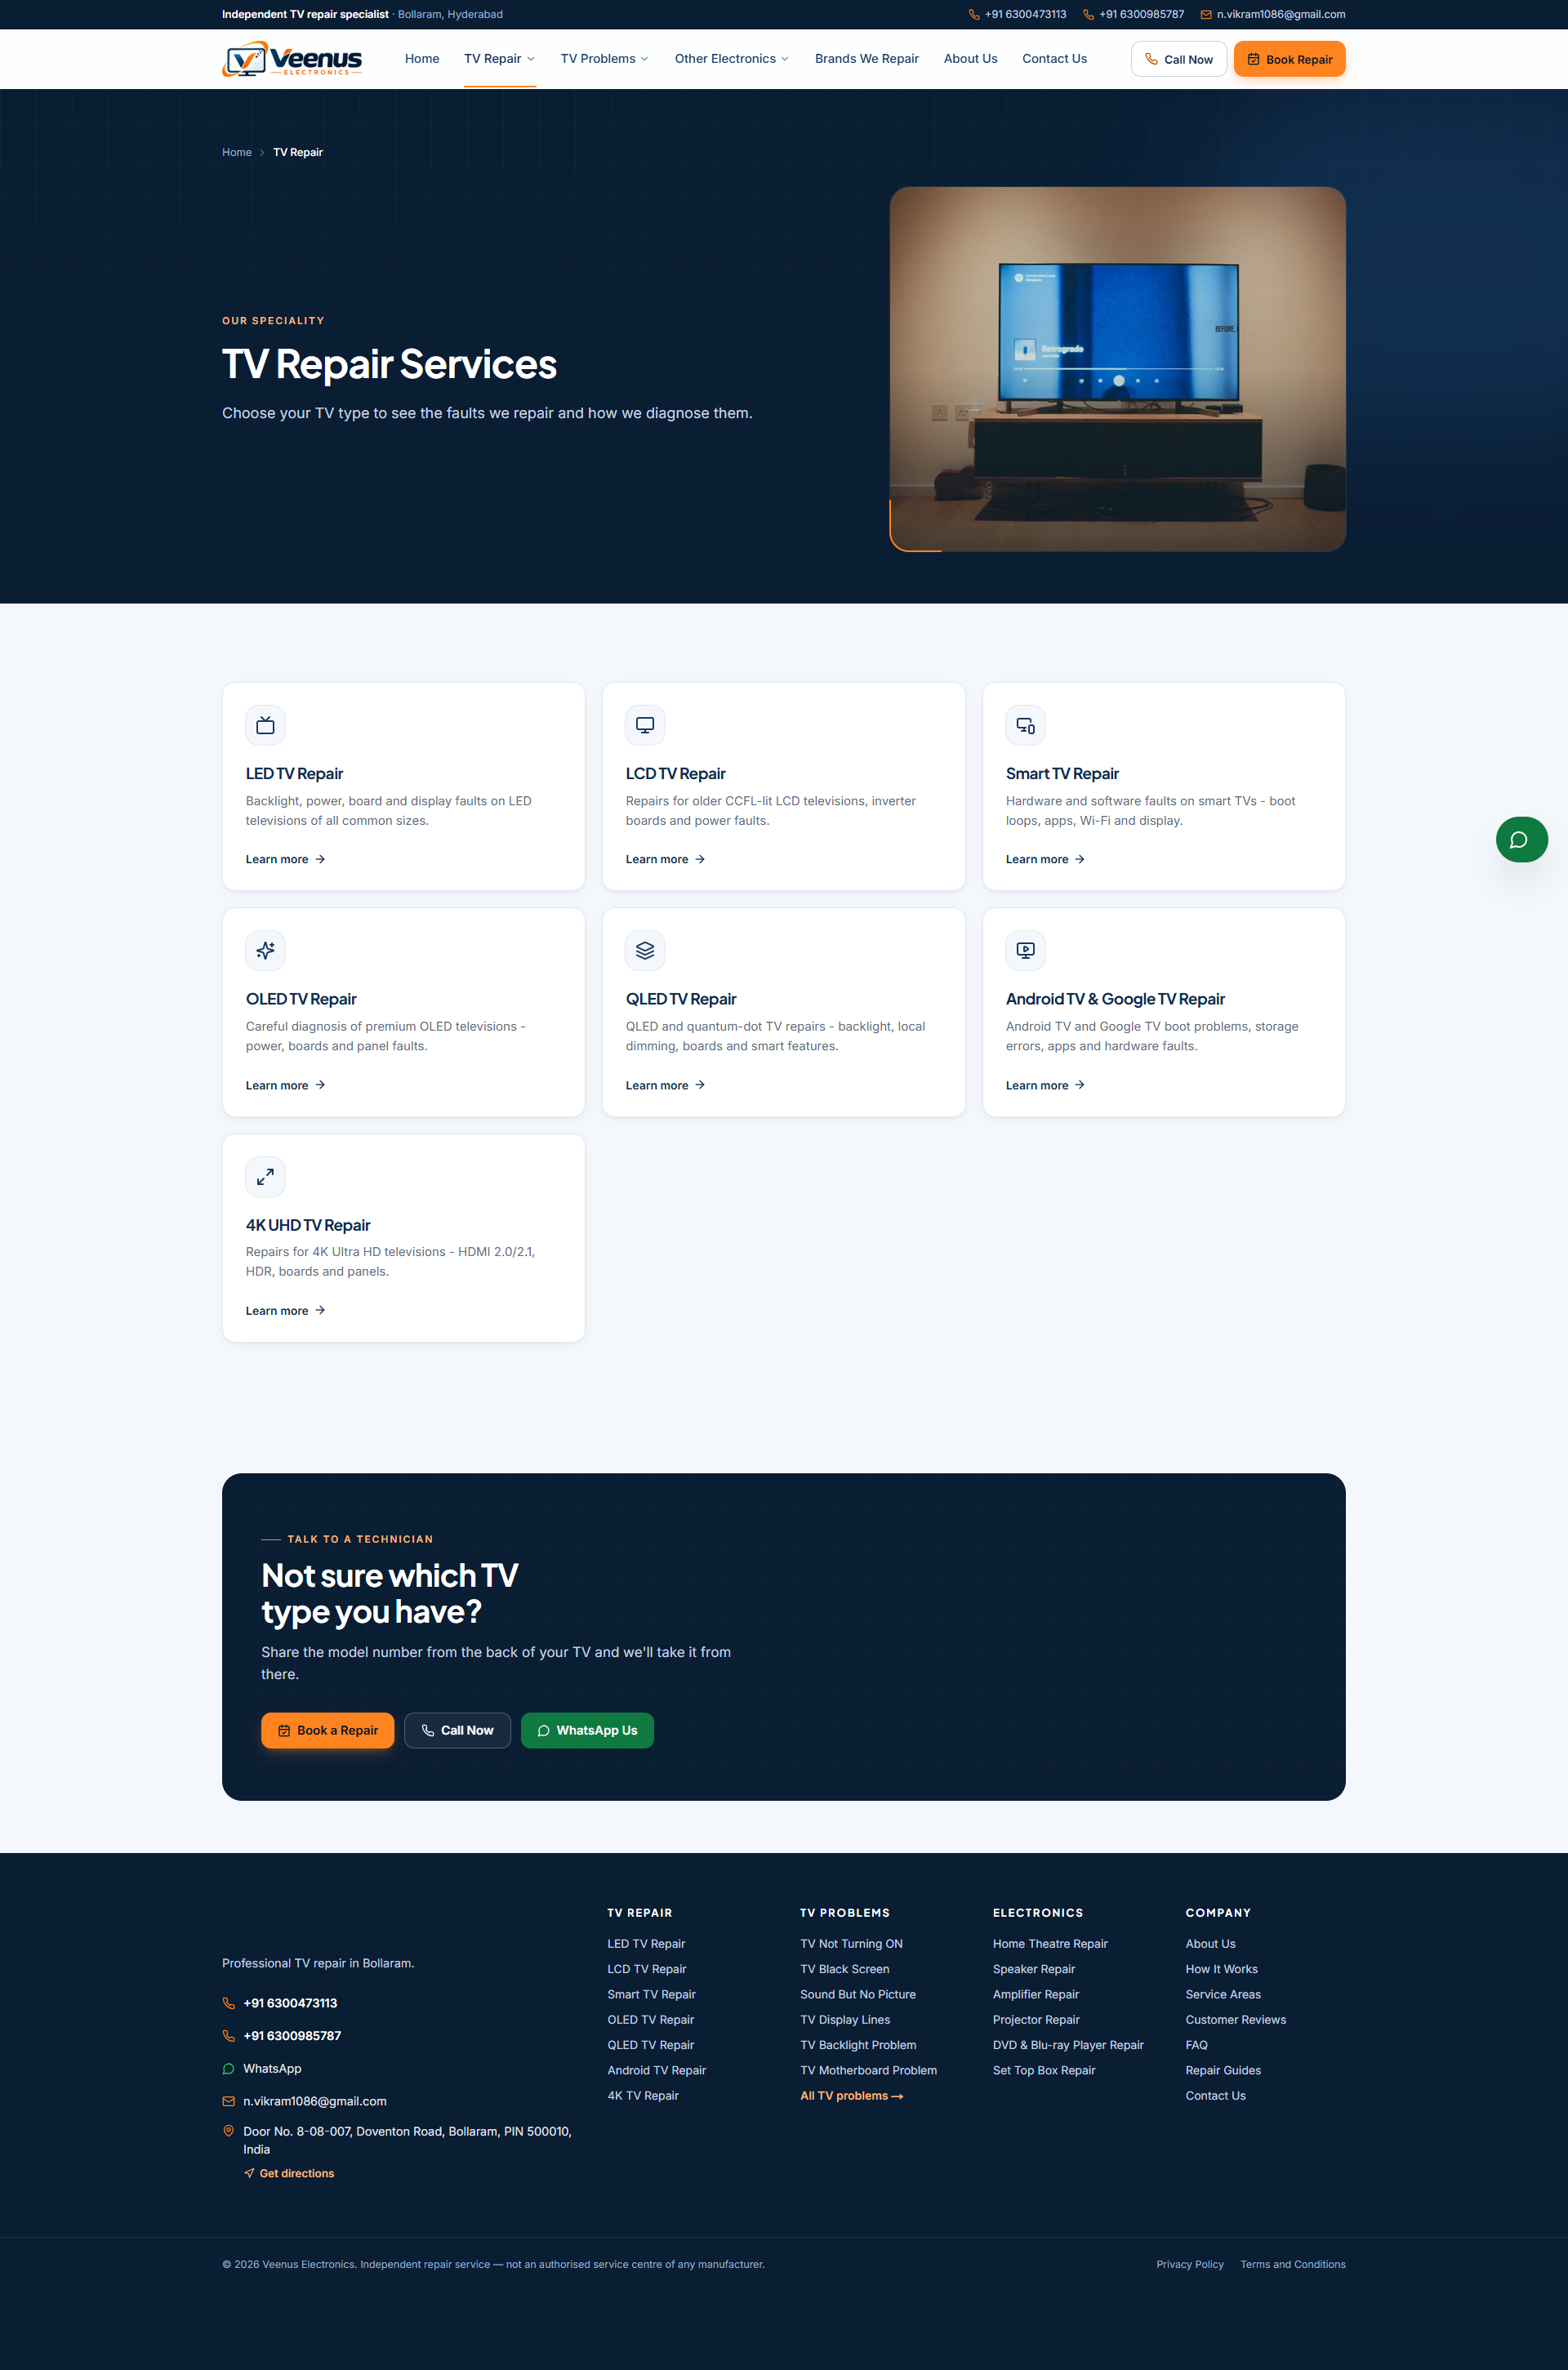 Independent TV repair specialist · Bollaram, Hyderabad
+91 6300473113
+91 6300985787
n.vikram1086@gmail.com
Veenus
ELECTRONICS
Home
TV Repair
TV Problems
Other Electronics
Brands We Repair
About Us
Contact Us
Call Now
Book Repair
Home
TV Repair
OUR SPECIALITY
TV Repair Services
Choose your TV type to see the faults we repair and how we diagnose them.
BEFORE.
Retrograde
LED TV Repair
Backlight, power, board and display faults on LED
televisions of all common sizes.
Learn more →
LCD TV Repair
Repairs for older CCFL-lit LCD televisions, inverter
boards and power faults.
Learn more →
Smart TV Repair
Hardware and software faults on smart TVs - boot
loops, apps, Wi-Fi and display.
Learn more →
OLED TV Repair
Careful diagnosis of premium OLED televisions -
power, boards and panel faults.
Learn more →
QLED TV Repair
QLED and quantum-dot TV repairs - backlight, local
dimming, boards and smart features.
Learn more →
Android TV & Google TV Repair
Android TV and Google TV boot problems, storage
errors, apps and hardware faults.
Learn more →
4K UHD TV Repair
Repairs for 4K Ultra HD televisions - HDMI 2.0/2.1,
HDR, boards and panels.
Learn more →
TALK TO A TECHNICIAN
Not sure which TV
type you have?
Share the model number from the back of your TV and we'll take it from
there.
Book a Repair
Call Now
WhatsApp Us
Professional TV repair in Bollaram.
+91 6300473113
+91 6300985787
WhatsApp
n.vikram1086@gmail.com
Door No. 8-08-007, Doventon Road, Bollaram, PIN 500010,
India
Get directions
TV REPAIR
LED TV Repair
LCD TV Repair
Smart TV Repair
OLED TV Repair
QLED TV Repair
Android TV Repair
4K TV Repair
TV PROBLEMS
TV Not Turning ON
TV Black Screen
Sound But No Picture
TV Display Lines
TV Backlight Problem
TV Motherboard Problem
All TV problems →
ELECTRONICS
Home Theatre Repair
Speaker Repair
Amplifier Repair
Projector Repair
DVD & Blu-ray Player Repair
Set Top Box Repair
COMPANY
About Us
How It Works
Service Areas
Customer Reviews
FAQ
Repair Guides
Contact Us
© 2026 Veenus Electronics. Independent repair service — not an authorised service centre of any manufacturer.
Privacy Policy
Terms and Conditions